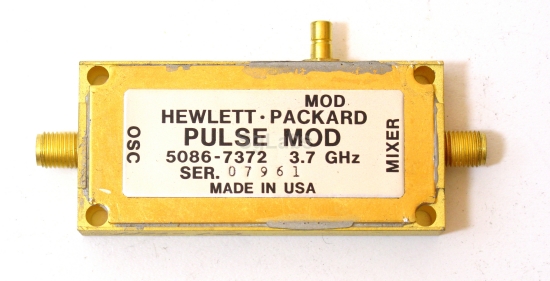 MOD
HEWLETT·PACKARD
OSC
PULSE MOD
MIXER
5086-7372 3.7 GHz
SER. 07961
MADE IN USA